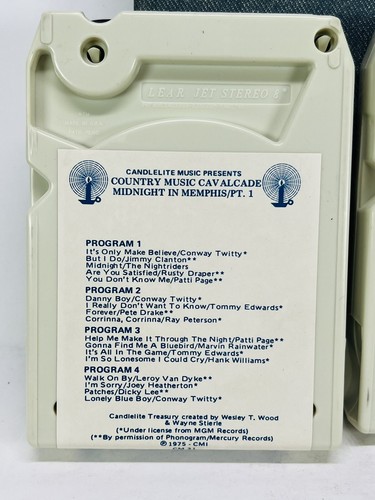 LEAR JET STEREO 8
CANDLELITE MUSIC PRESENTS
COUNTRY MUSIC CAVALCADE
MIDNIGHT IN MEMPHIS/PT. 1
PROGRAM 1
It's Only Make Believe/Conway Twitty*
But I Do/Jimmy Clanton**
Midnight/The Nightriders
Are You Satisfied/Rusty Draper**
You Don't Know Me/Patti Page**
PROGRAM 2
Danny Boy/Conway Twitty*
I Really Don't Want to Know/Tommy Edwards*
Forever/Pete Drake**
Corrinna, Corrinna/Ray Peterson*
PROGRAM 3
Help Me Make It Through The Night/Patti Page**
Gonna Find Me A Bluebird/Marvin Rainwater*
It's All In The Game/Tommy Edwards*
I'm So Lonesome I Could Cry/Hank Williams*
PROGRAM 4
Walk On By/Leroy Van Dyke**
I'm Sorry/Joey Heatherton*
Patches/Dicky Lee**
Lonely Blue Boy/Conway Twitty*
Candlelite Treasury created by Wesley T. Wood
& Wayne Stierle
(*Under license from MGM Records)
(**By permission of Phonogram/Mercury Records)
℗1975 - CMI